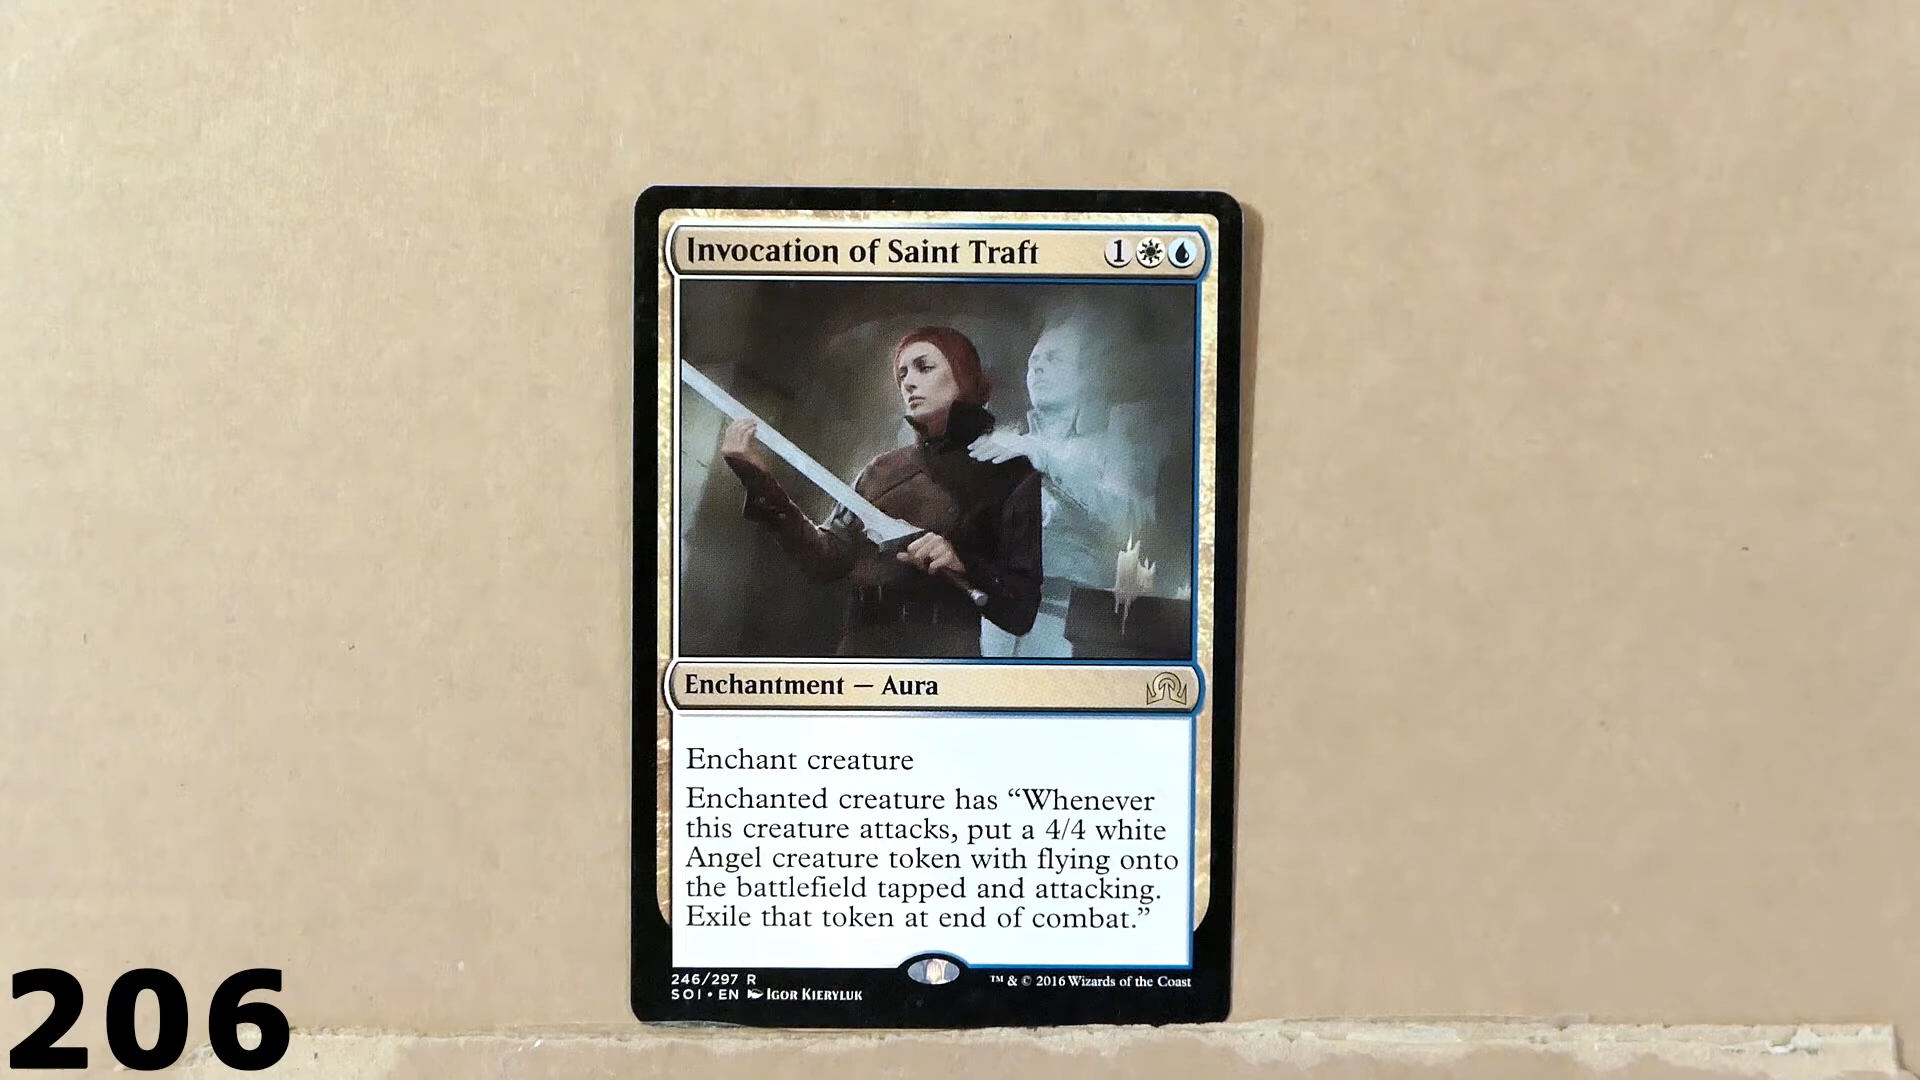 Invocation of Saint Traft 1
Enchantment — Aura
Enchant creature
Enchanted creature has “Whenever
this creature attacks, put a 4/4 white
Angel creature token with flying onto
the battlefield tapped and attacking.
Exile that token at end of combat.”
246/297 R
SOI • EN IGOR KIERYLUK
™ & © 2016 Wizards of the Coast
206